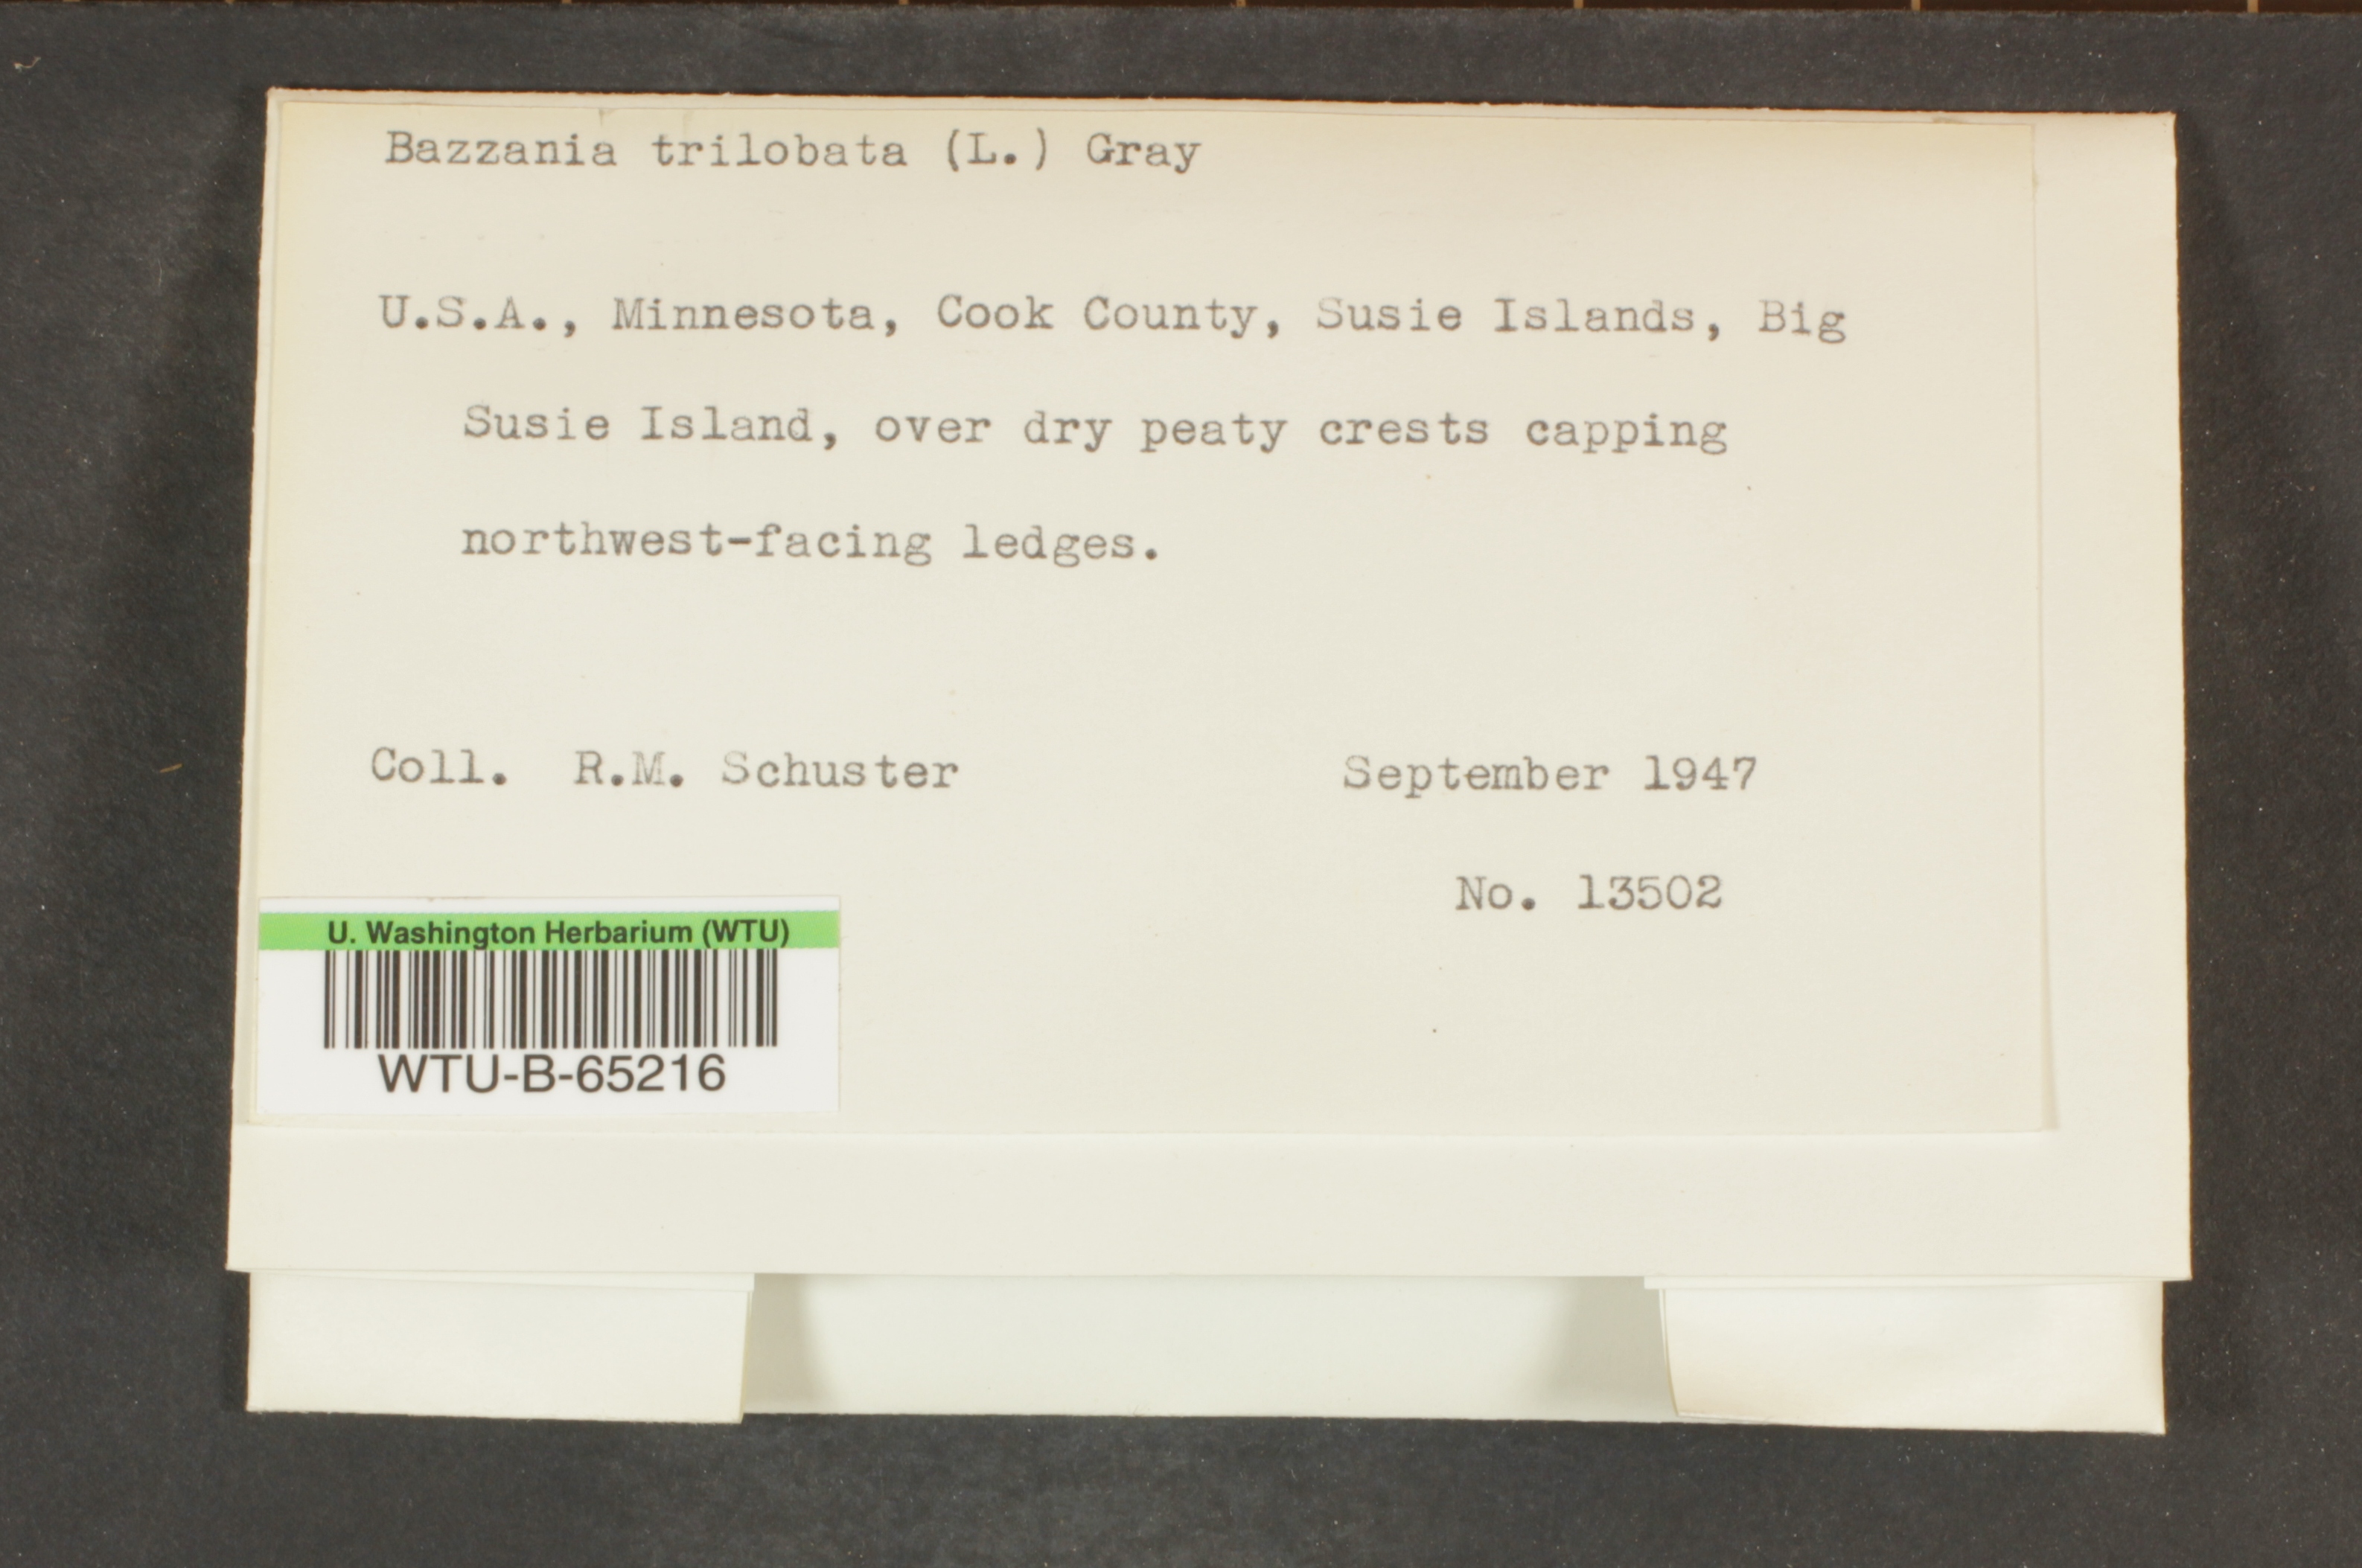 Bazzania trilobata (L.) Gray
U.S.A., Minnesota, Cook County, Susie Islands, Big
Susie Island, over dry peaty crests capping
northwest-facing ledges.
Coll. R.M. Schuster September 1947
No. 13502
U. Washington Herbarium (WTU)
WTU-B-65216